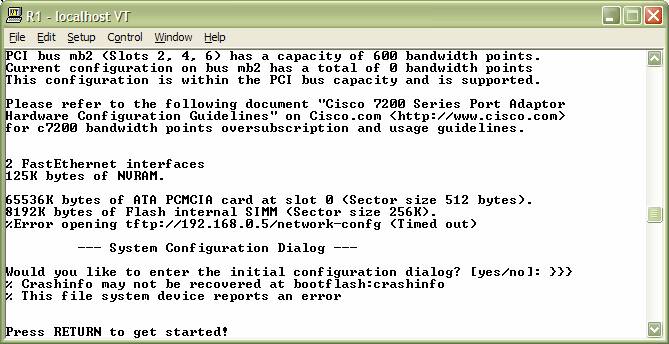 R1 - localhost VT
File Edit Setup Control Window Help
PCI bus mb2 (Slots 2, 4, 6) has a capacity of 600 bandwidth points.
Current configuration on bus mb2 has a total of 0 bandwidth points
This configuration is within the PCI bus capacity and is supported.
Please refer to the following document "Cisco 7200 Series Port Adaptor
Hardware Configuration Guidelines" on Cisco.com <http://www.cisco.com>
for c7200 bandwidth points oversubscription and usage guidelines.
2 FastEthernet interfaces
125K bytes of NVRAM.
65536K bytes of ATA PCMCIA card at slot 0 (Sector size 512 bytes).
8192K bytes of Flash internal SIMM (Sector size 256K).
%Error opening tftp://192.168.0.5/network-confg (Timed out)
--- System Configuration Dialog ---
Would you like to enter the initial configuration dialog? [yes/no]: >>>
% Crashinfo may not be recovered at bootflash:crashinfo
% This file system device reports an error
Press RETURN to get started!